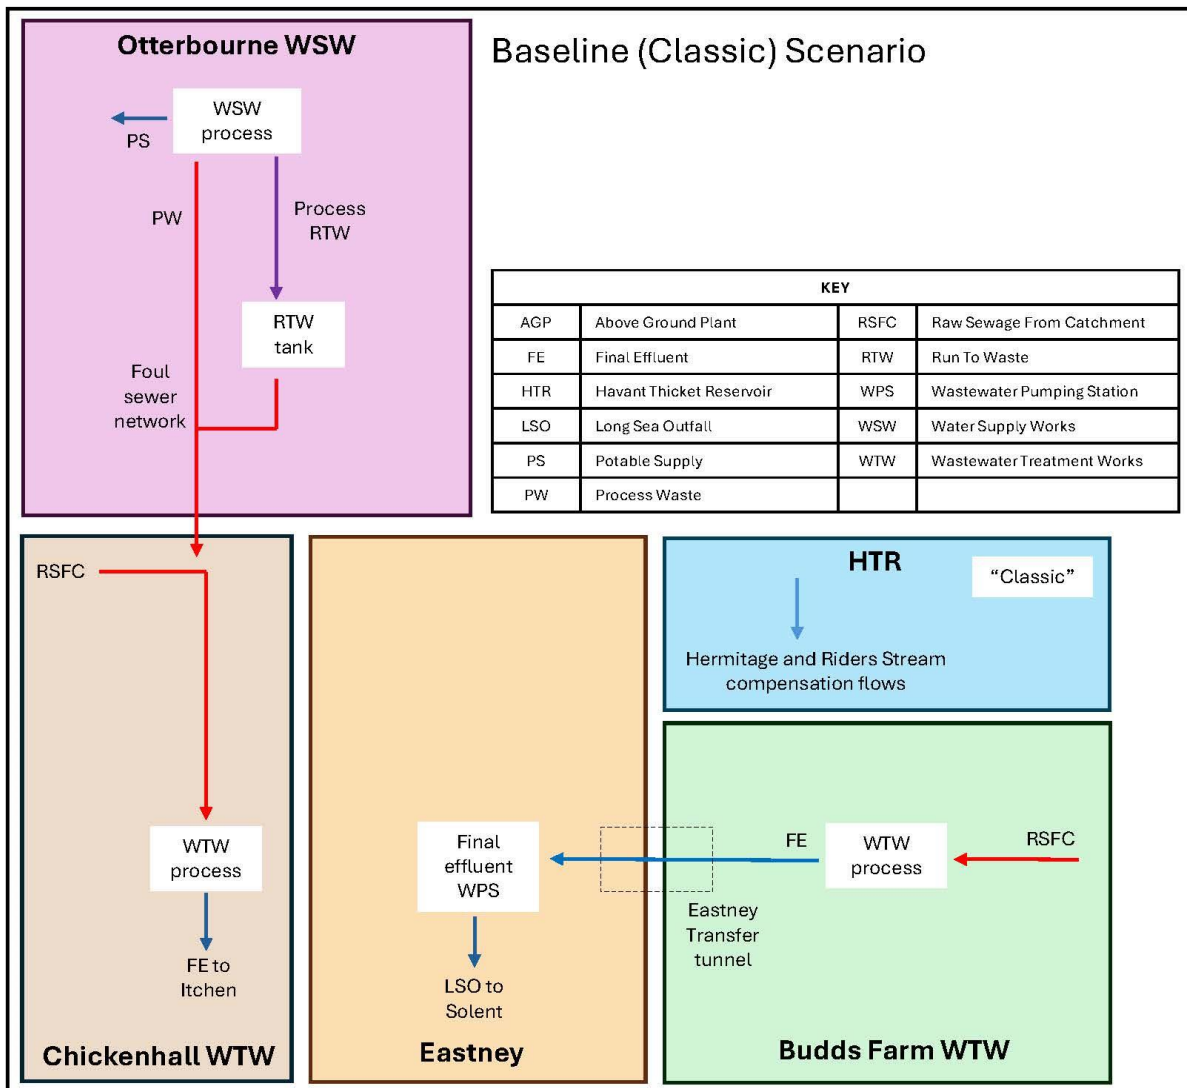 Otterbourne WSW
Baseline (Classic) Scenario
WSW
process
PS
PW
Process
RTW
RTW
tank
Foul
sewer
network
KEY
AGP Above Ground Plant RSFC Raw Sewage From Catchment
FE Final Effluent RTW Run To Waste
HTR Havant Thicket Reservoir WPS Wastewater Pumping Station
LSO Long Sea Outfall WSW Water Supply Works
PS Potable Supply WTW Wastewater Treatment Works
PW Process Waste
RSFC
WTW
process
FE to
Itchen
Chickenhall WTW
Final
effluent
WPS
LSO to
Solent
Eastney
HTR
“Classic”
Hermitage and Riders Stream
compensation flows
FE
WTW
process
RSFC
Eastney
Transfer
tunnel
Budds Farm WTW